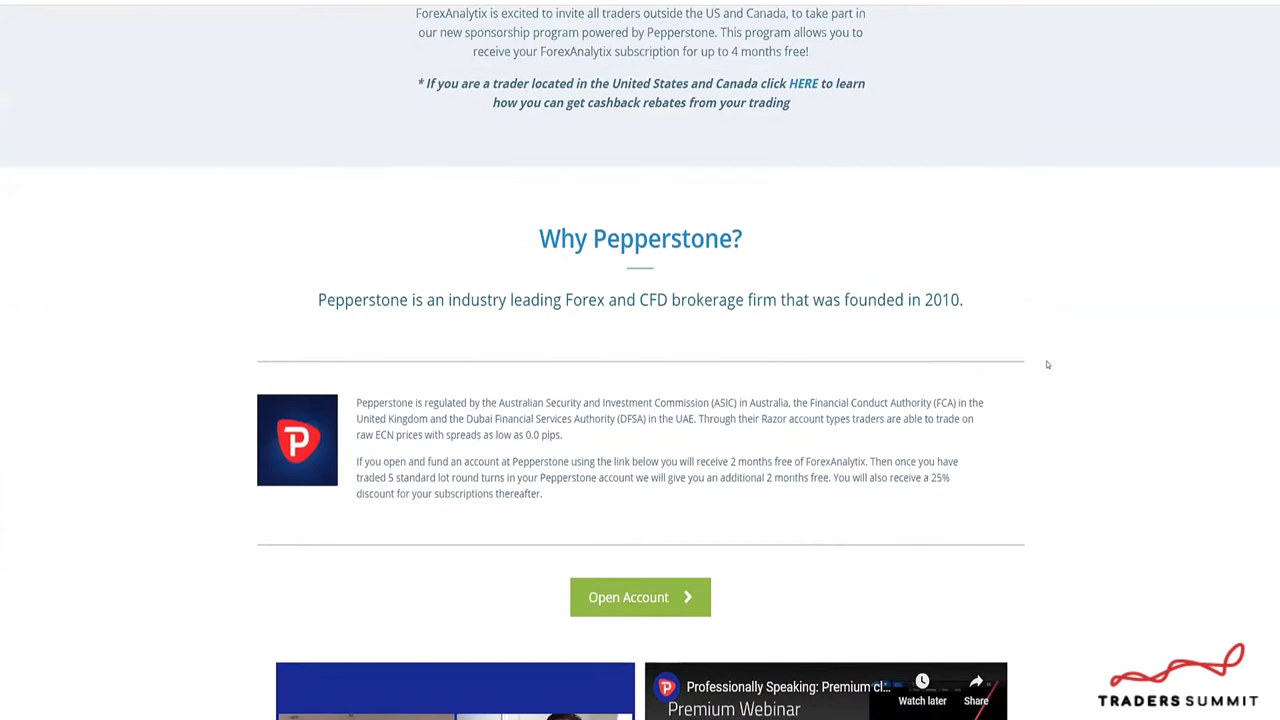 ForexAnalytix is excited to invite all traders outside the US and Canada, to take part in
our new sponsorship program powered by Pepperstone. This program allows you to
receive your ForexAnalytix subscription for up to 4 months free!
* If you are a trader located in the United States and Canada click HERE to learn
how you can get cashback rebates from your trading
Why Pepperstone?
Pepperstone is an industry leading Forex and CFD brokerage firm that was founded in 2010.
Pepperstone is regulated by the Australian Security and Investment Commission (ASIC) in Australia, the Financial Conduct Authority (FCA) in the
United Kingdom and the Dubai Financial Services Authority (DFSA) in the UAE. Through their Razor account types traders are able to trade on
raw ECN prices with spreads as low as 0.0 pips.
If you open and fund an account at Pepperstone using the link below you will receive 2 months free of ForexAnalytix. Then once you have
traded 5 standard lot round turns in your Pepperstone account we will give you an additional 2 months free. You will also receive a 25%
discount for your subscriptions thereafter.
Open Account
Professionally Speaking: Premium cl...
Premium Webinar
Watch later
Share
TRADERS SUMMIT